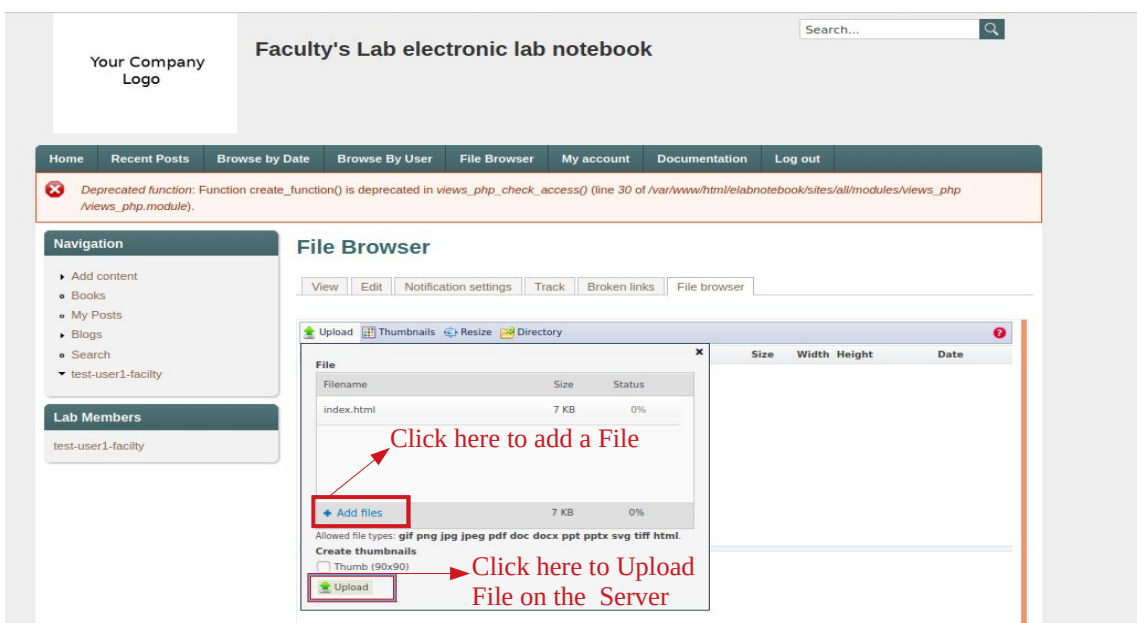 Search...
Your Company
Logo
Faculty's Lab electronic lab notebook
Home Recent Posts Browse by Date Browse By User File Browser My account Documentation Log out
Deprecated function: Function create_function() is deprecated in views_php_check_access() (line 30 of /var/www/html/elabnotebook/sites/all/modules/views_php
/views_php.module).
Navigation
Add content
Books
My Posts
Blogs
Search
test-user1-facilty
Lab Members
test-user1-facilty
File Browser
View Edit Notification settings Track Broken links File browser
Upload Thumbnails Resize Directory ?
x Size Width Height Date
File
Filename Size Status
index.html 7 KB 0%
Click here to add a File
+ Add files 7 KB 0%
Allowed file types: gif png jpg jpeg pdf doc docx ppt pptx svg tiff html.
Create thumbnails
Thumb (90x90)
Upload
Click here to Upload
File on the Server